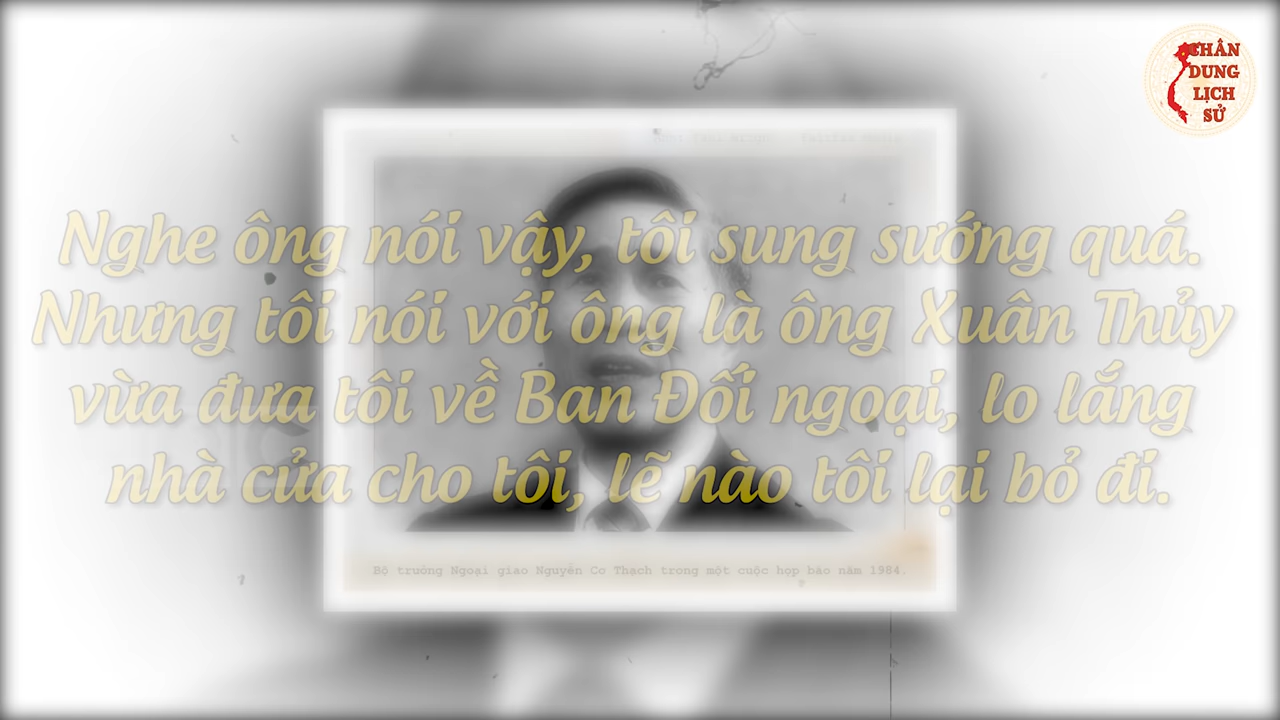 CHÂN
DUNG
LỊCH
SỬ
Nghe ông nói vậy, tôi sung sướng quá.
Nhưng tôi nói với ông là ông Xuân Thủy
vừa đưa tôi về Ban Đối ngoại, lo lắng
nhà cửa cho tôi, lẽ nào tôi lại bỏ đi.
Bộ trưởng Ngoại giao Nguyễn Cơ Thạch trong một cuộc họp báo năm 1984.